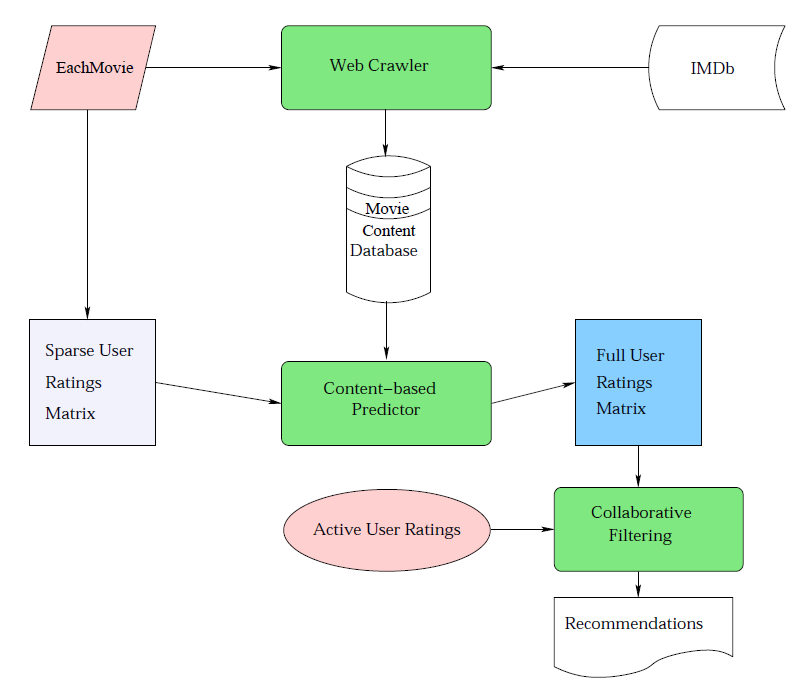 EachMovie
Web Crawler
IMDb
Movie
Content
Database
Sparse User
Ratings
Matrix
Content-based
Predictor
Full User
Ratings
Matrix
Active User Ratings
Collaborative
Filtering
Recommendations